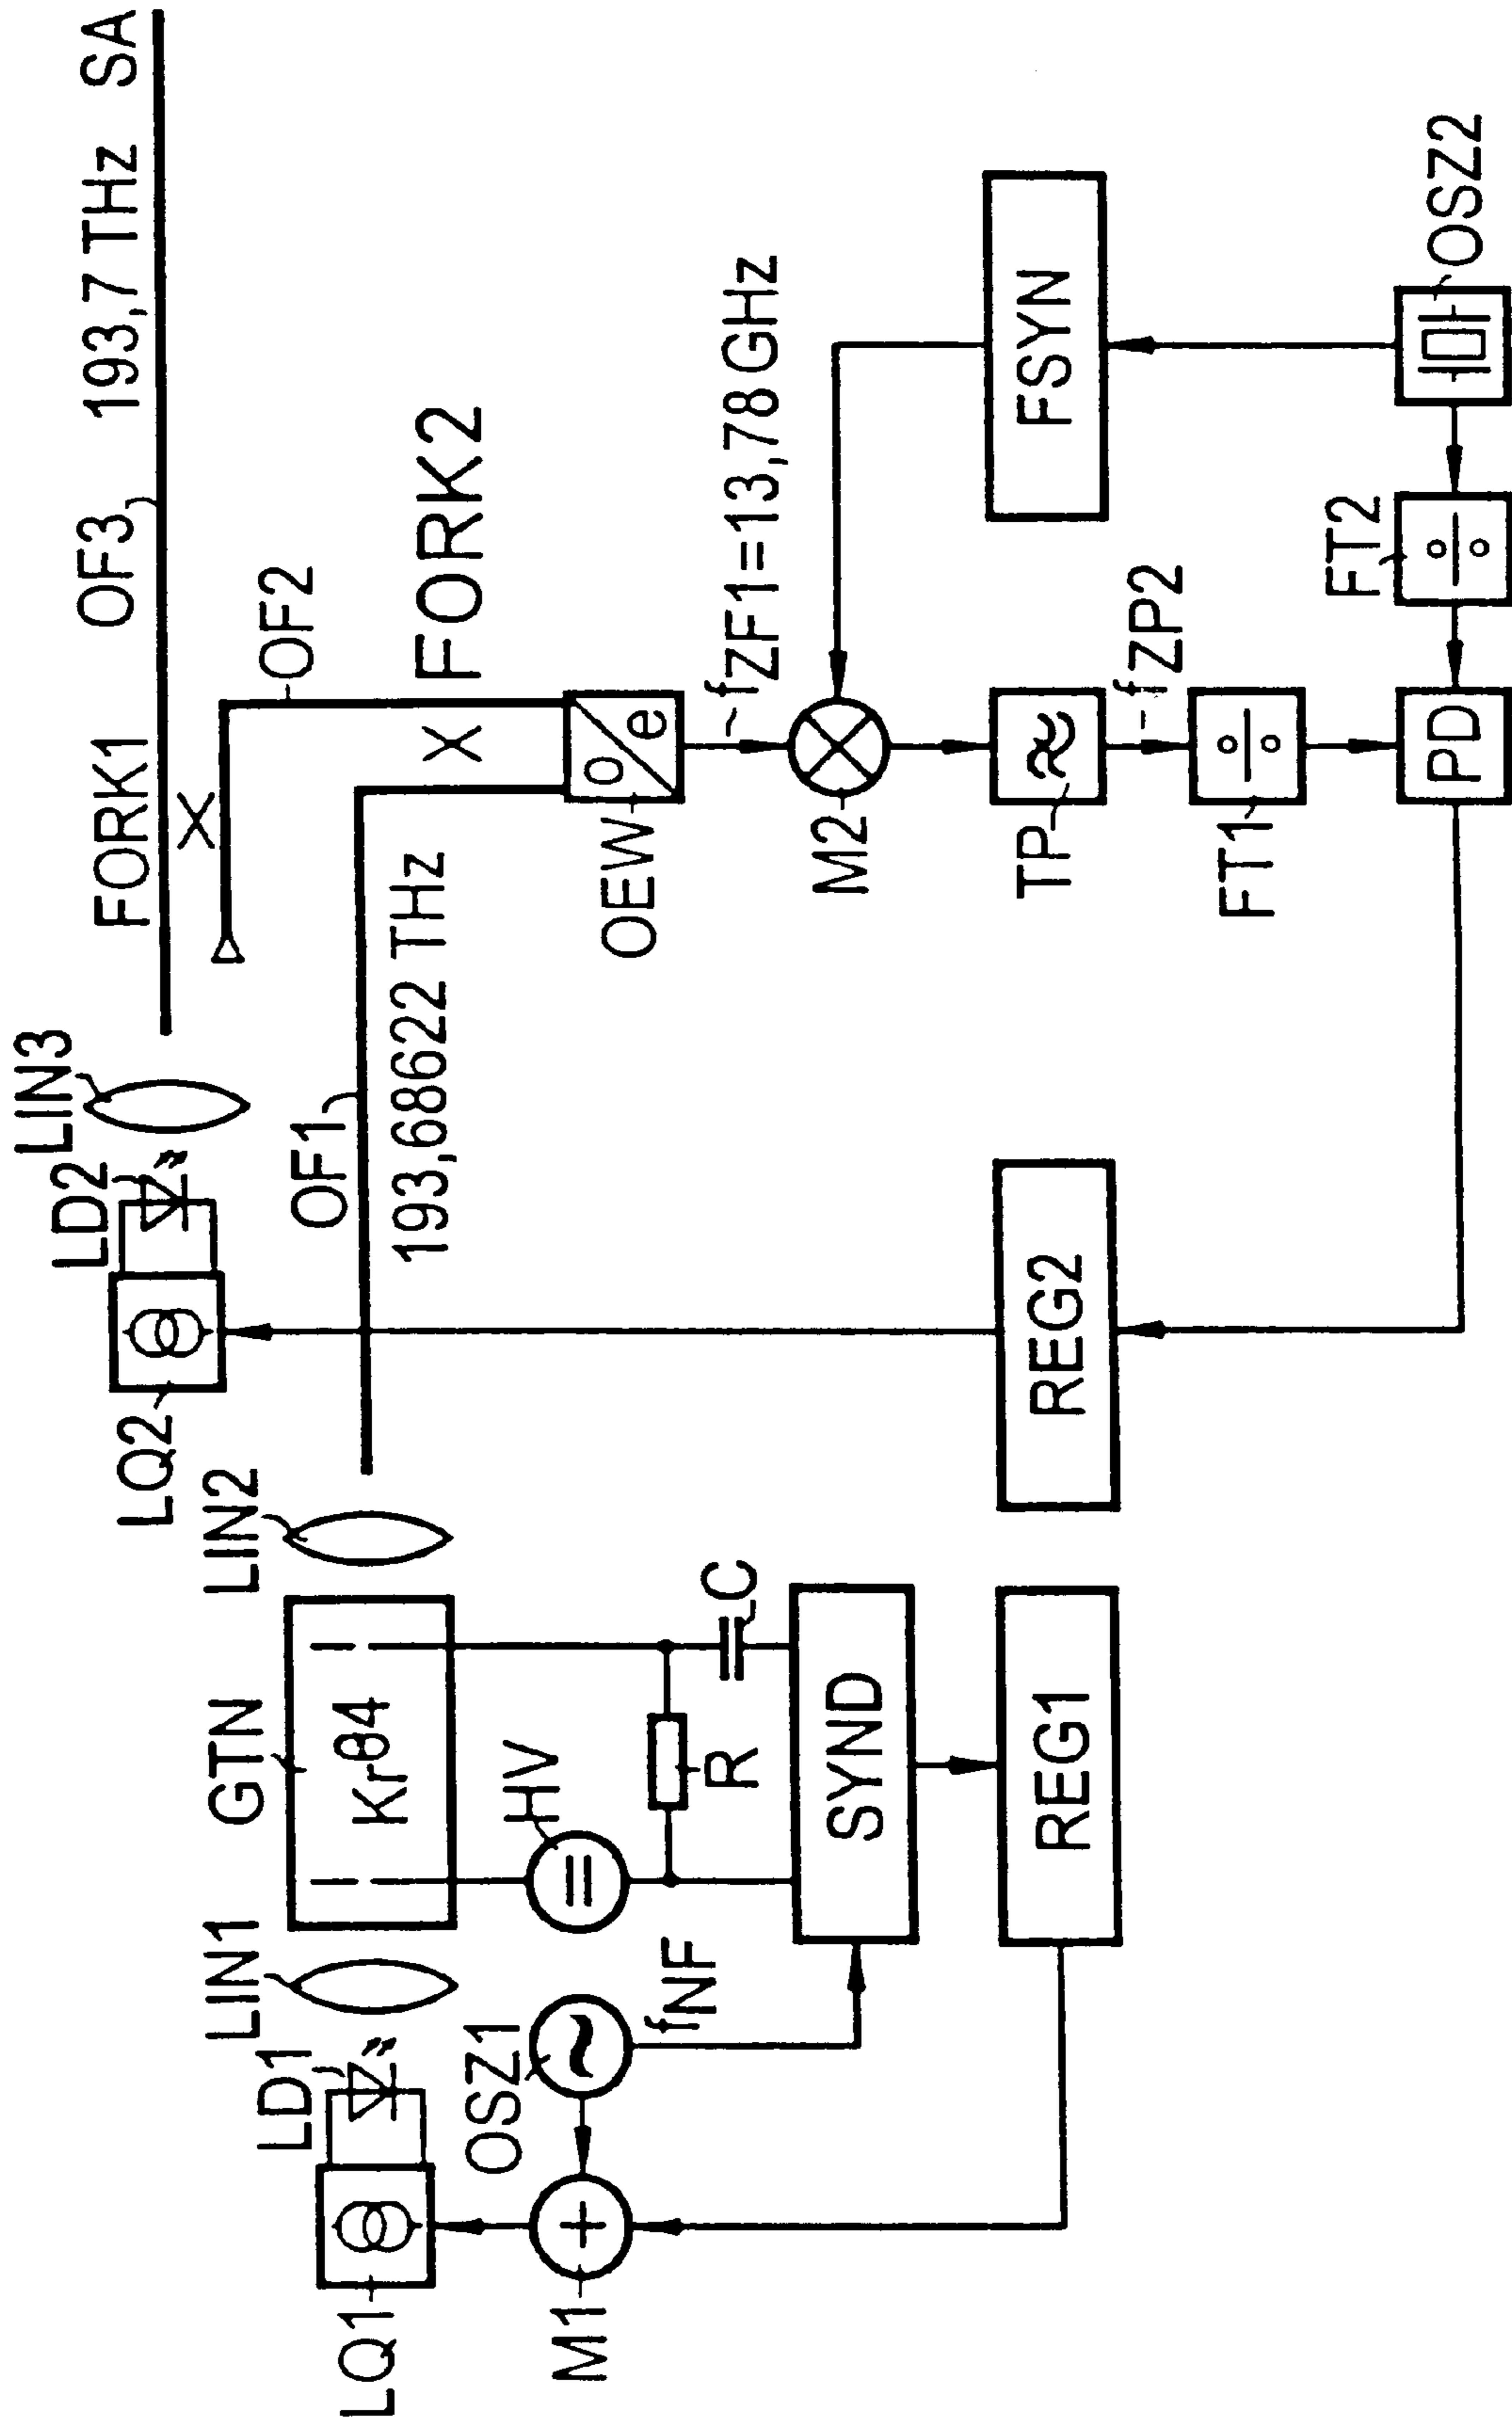 LIN3
LD2
LQ2
FORK1
OF3
193,7 THz SA
OF2
FORK2
LIN2
OF1
193,68622 THz
LIN1
GTN
Kr84
LD1
LQ1
OSZ1
HV
M1
fNF
R
C
SYND
REG1
REG2
X
X
o
e
OEW
~fZF1=13,78 GHz
M2
TP
~fZP2
FT1
FSYN
FT2
PD
OSZ2